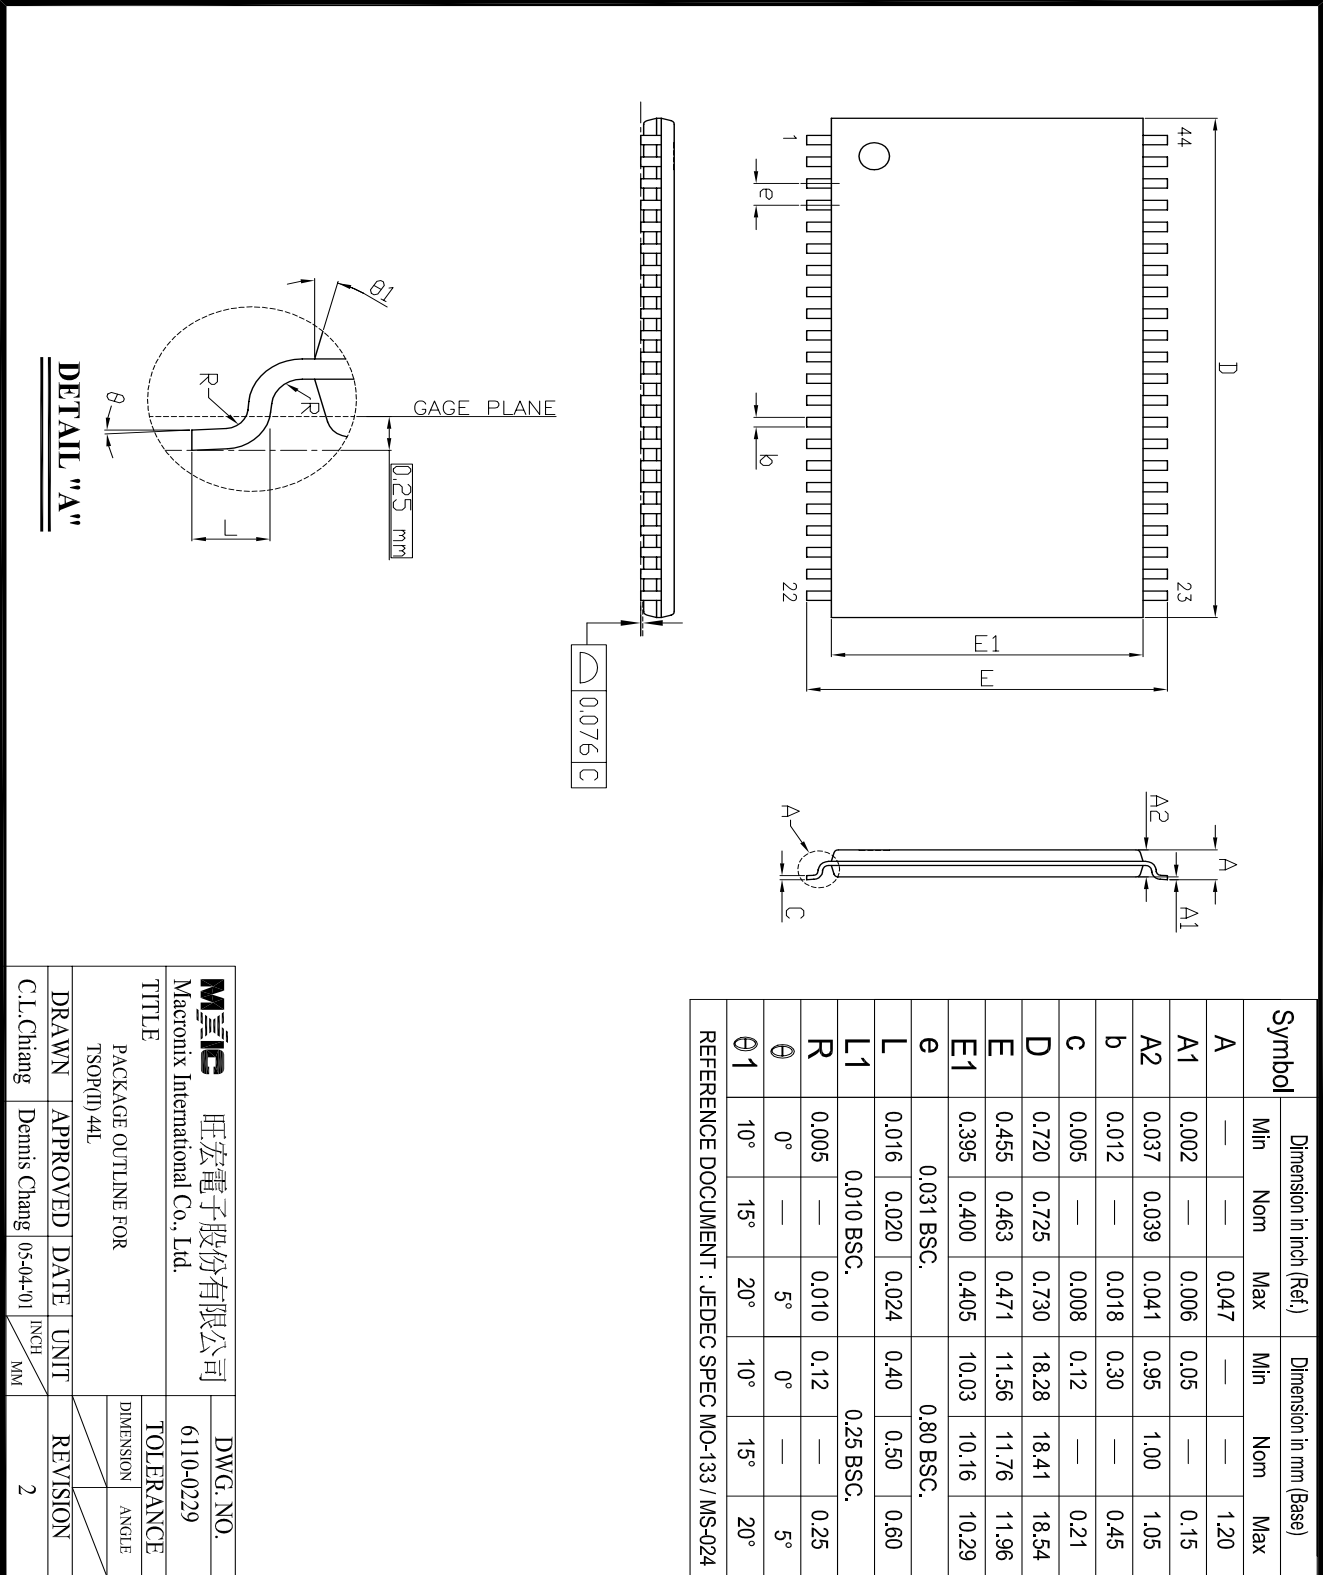 44
23
1
22
e
b
D
E1
E
A2
A
A1
A
C
0.076 C
θ1
R
R
θ
GAGE PLANE
0.25 mm
L
DETAIL "A"
Symbol Dimension in inch (Ref.) Dimension in mm (Base)
Min Nom Max Min Nom Max
A — — 0.047 — — 1.20
A1 0.002 — 0.006 0.05 — 0.15
A2 0.037 0.039 0.041 0.95 1.00 1.05
b 0.012 — 0.018 0.30 — 0.45
c 0.005 — 0.008 0.12 — 0.21
D 0.720 0.725 0.730 18.28 18.41 18.54
E 0.455 0.463 0.471 11.56 11.76 11.96
E1 0.395 0.400 0.405 10.03 10.16 10.29
e 0.031 BSC. 0.80 BSC.
L 0.016 0.020 0.024 0.40 0.50 0.60
L1 0.010 BSC. 0.25 BSC.
R 0.005 — 0.010 0.12 — 0.25
θ 0° — 5° 0° — 5°
θ1 10° 15° 20° 10° 15° 20°
REFERENCE DOCUMENT : JEDEC SPEC MO-133 / MS-024
MXIC 旺宏電子股份有限公司
Macronix International Co., Ltd.
DWG. NO.
6110-0229
TITLE
PACKAGE OUTLINE FOR
TSOP(II) 44L
TOLERANCE
DIMENSION ANGLE
DRAWN APPROVED DATE UNIT REVISION
C.L.Chiang Dennis Chang 05-04-'01 INCH MM 2